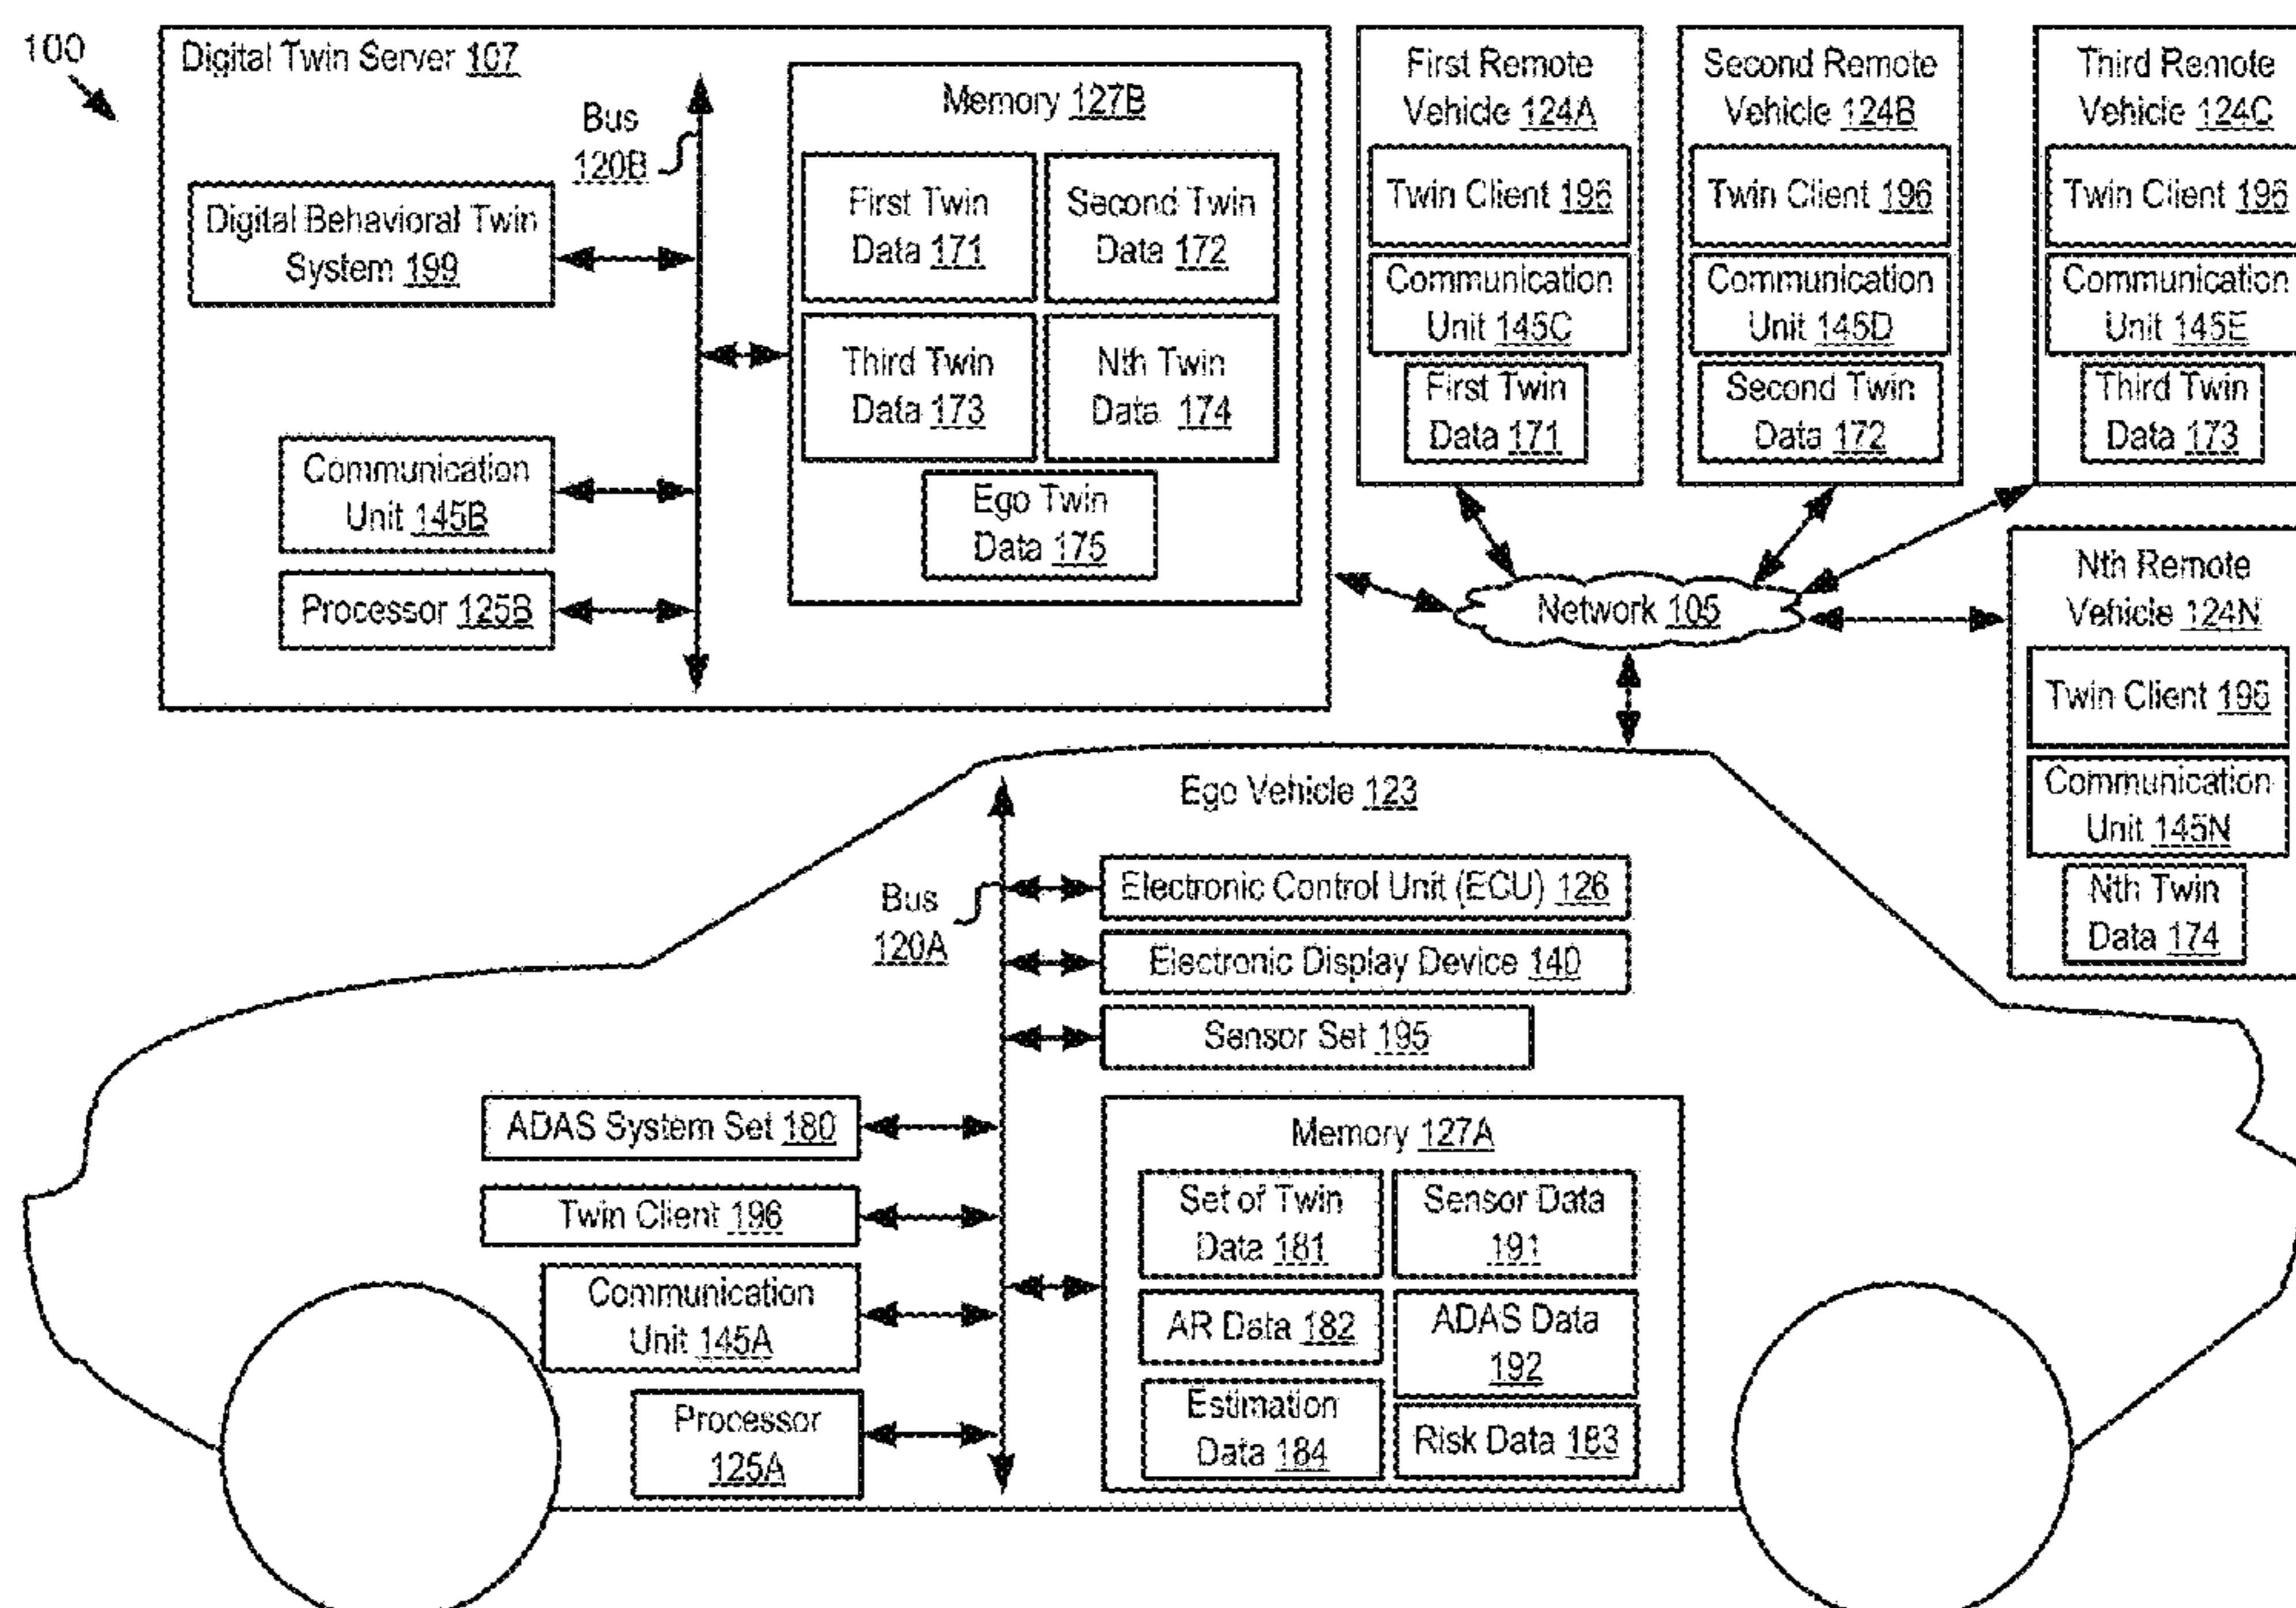 100
Digital Twin Server 107
Bus
120B
Digital Behavioral Twin
System 199
Communication
Unit 145B
Processor 125B
Memory 127B
First Twin
Data 171
Second Twin
Data 172
Third Twin
Data 173
Nth Twin
Data 174
Ego Twin
Data 175
First Remote
Vehicle 124A
Twin Client 196
Communication
Unit 145C
First Twin
Data 171
Second Remote
Vehicle 124B
Twin Client 196
Communication
Unit 145D
Second Twin
Data 172
Third Remote
Vehicle 124C
Twin Client 196
Communication
Unit 145E
Third Twin
Data 173
Network 105
Nth Remote
Vehicle 124N
Twin Client 196
Communication
Unit 145N
Nth Twin
Data 174
Ego Vehicle 123
Bus
120A
Electronic Control Unit (ECU) 126
Electronic Display Device 140
Sensor Set 195
ADAS System Set 180
Twin Client 196
Communication
Unit 145A
Processor
125A
Memory 127A
Set of Twin
Data 181
Sensor Data
191
AR Data 182
ADAS Data
192
Estimation
Data 184
Risk Data 183